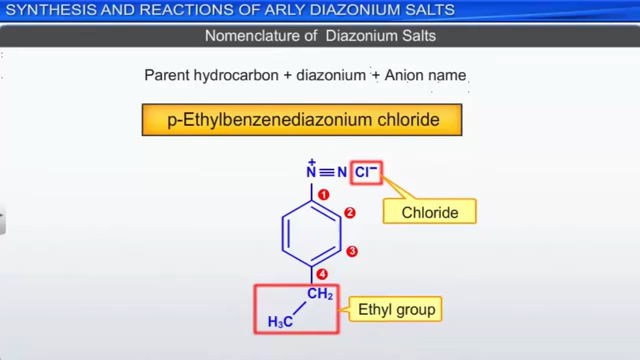 SYNTHESIS AND REACTIONS OF ARLY DIAZONIUM SALTS
Nomenclature of Diazonium Salts
Parent hydrocarbon + diazonium + Anion name
p-Ethylbenzenediazonium chloride
+
N≡N Cl⁻
1
2
Chloride
3
4
CH₂
Ethyl group
H₃C